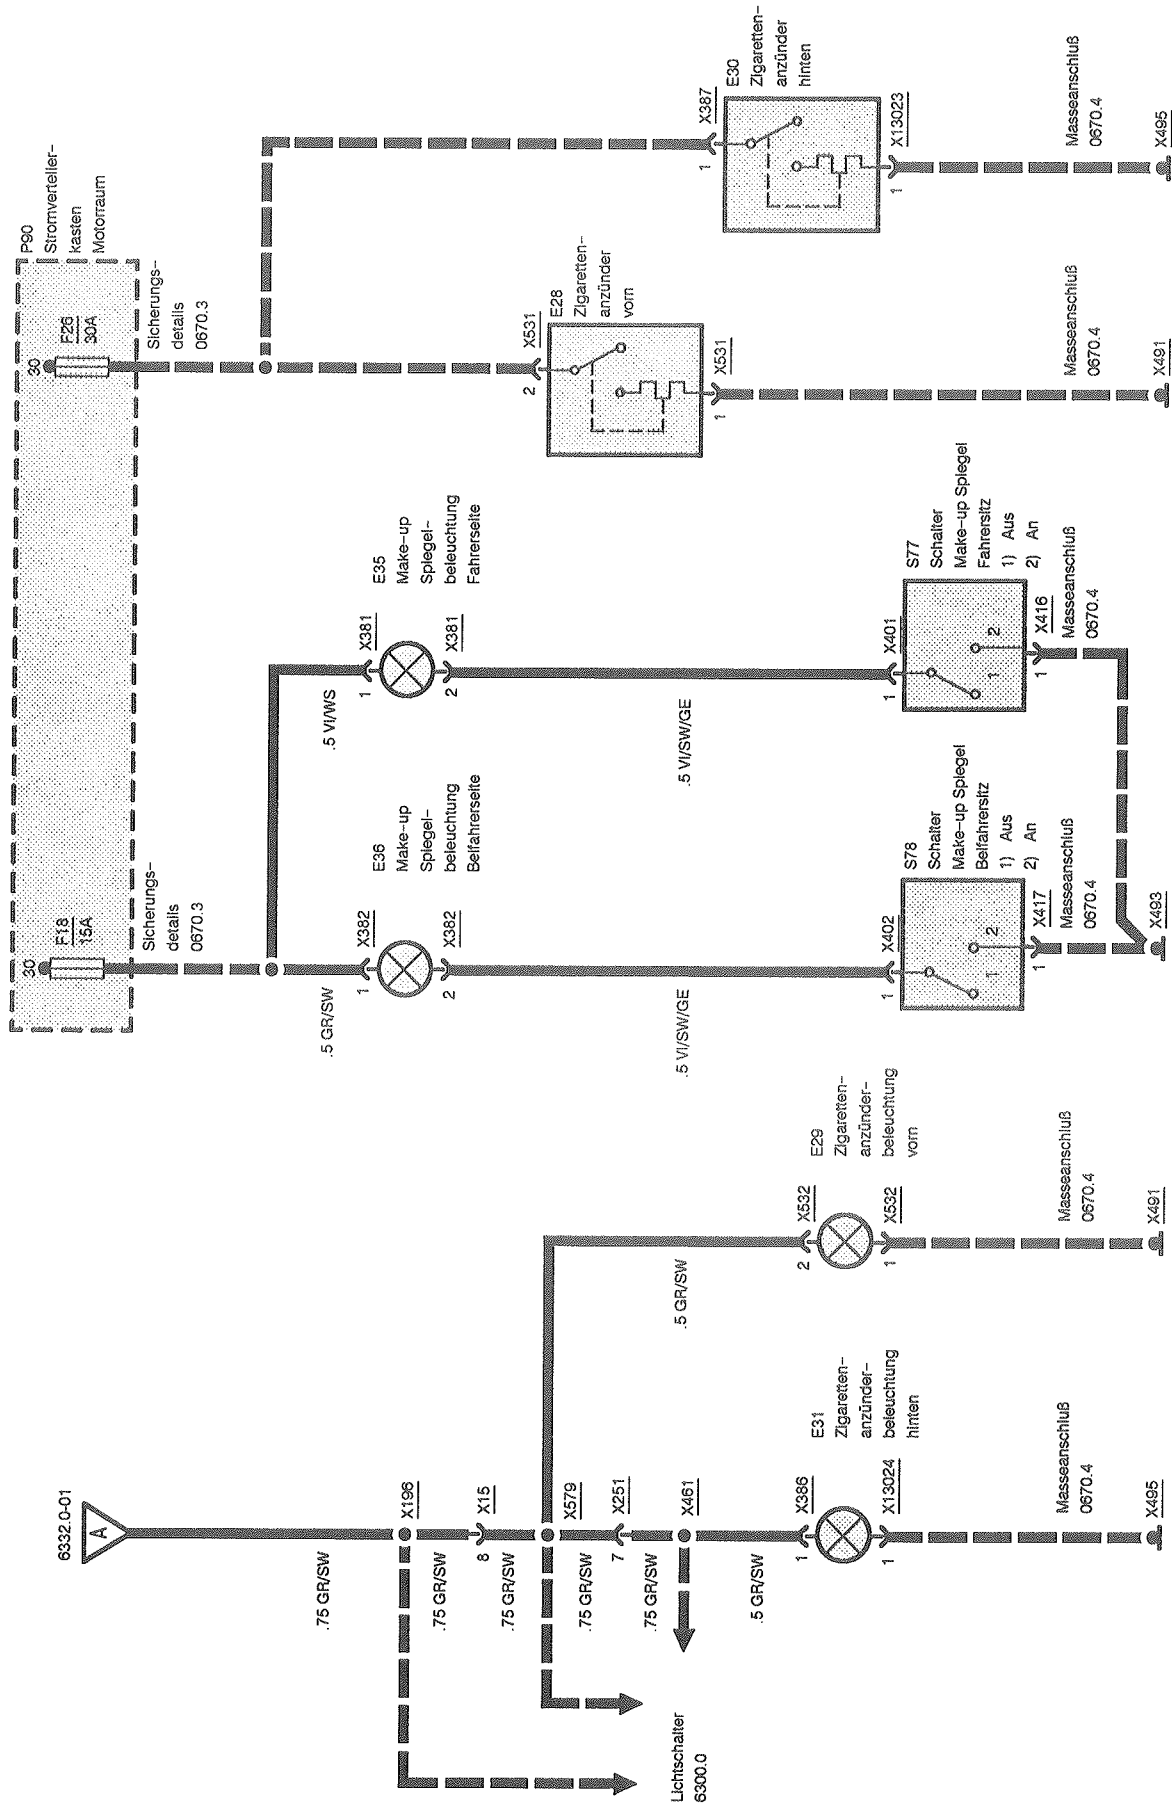 6332.0-01
A
.75 GR/SW
X196
.75 GR/SW
8
X15
.75 GR/SW
X579
.75 GR/SW
7
X251
.75 GR/SW
X461
.5 GR/SW
1
X386
E31
Zigaretten-
anzünder-
beleuchtung
hinten
1
X13024
Masseanschluß
0670.4
X495
Lichtschalter
6300.0
.5 GR/SW
2
X532
E29
Zigaretten-
anzünder-
beleuchtung
vorn
1
X532
Masseanschluß
0670.4
X491
P90
Stromverteiler-
kasten
Motorraum
30
F18
15A
Sicherungs-
details
0670.3
.5 GR/SW
1
X382
E36
Make-up
Spiegel-
beleuchtung
Beifahrerseite
2
X382
.5 VI/SW/GE
1
X402
S78
Schalter
Make-up Spiegel
Beifahrersitz
1) Aus
2) An
1
2
1
X417
Masseanschluß
0670.4
X493
.5 VI/WS
1
X381
E35
Make-up
Spiegel-
beleuchtung
Fahrerseite
2
X381
.5 VI/SW/GE
1
X401
S77
Schalter
Make-up Spiegel
Fahrersitz
1) Aus
2) An
1
2
1
X416
Masseanschluß
0670.4
30
F26
30A
Sicherungs-
details
0670.3
2
X531
E28
Zigaretten-
anzünder
vorn
1
X531
Masseanschluß
0670.4
X491
1
X387
E30
Zigaretten-
anzünder
hinten
1
X13023
Masseanschluß
0670.4
X495